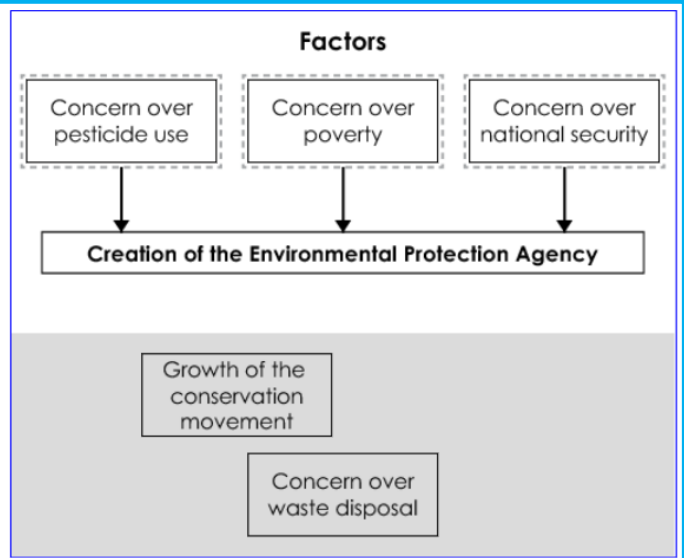 Factors
Concern over
pesticide use
Concern over
poverty
Concern over
national security
Creation of the Environmental Protection Agency
Growth of the
conservation
movement
Concern over
waste disposal